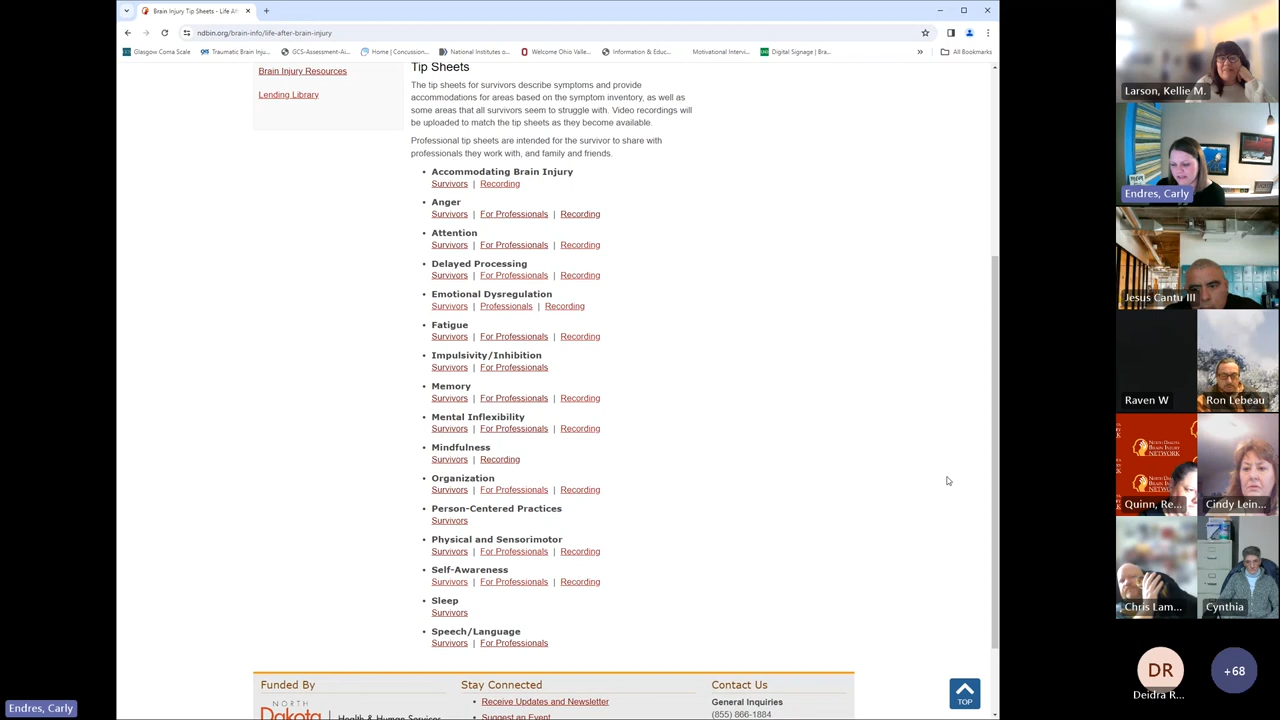 Brain Injury Tip Sheets – Life Af
ndbin.org/brain-info/life-after-brain-injury
Glasgow Coma Scale
Traumatic Brain Inju...
GCS-Assessment-Ai...
Home | Concussion...
National Institutes o...
Welcome Ohio Valle...
Information & Educ...
Motivational Intervi...
Digital Signage | Bra...
All Bookmarks
Brain Injury Resources
Lending Library
Tip Sheets
The tip sheets for survivors describe symptoms and provide
accommodations for areas based on the symptom inventory, as well as
some areas that all survivors seem to struggle with. Video recordings will
be uploaded to match the tip sheets as they become available.
Professional tip sheets are intended for the survivor to share with
professionals they work with, and family and friends.
• Accommodating Brain Injury
Survivors | Recording
• Anger
Survivors | For Professionals | Recording
• Attention
Survivors | For Professionals | Recording
• Delayed Processing
Survivors | For Professionals | Recording
• Emotional Dysregulation
Survivors | Professionals | Recording
• Fatigue
Survivors | For Professionals | Recording
• Impulsivity/Inhibition
Survivors | For Professionals
• Memory
Survivors | For Professionals | Recording
• Mental Inflexibility
Survivors | For Professionals | Recording
• Mindfulness
Survivors | Recording
• Organization
Survivors | For Professionals | Recording
• Person-Centered Practices
Survivors
• Physical and Sensorimotor
Survivors | For Professionals | Recording
• Self-Awareness
Survivors | For Professionals | Recording
• Sleep
Survivors
• Speech/Language
Survivors | For Professionals
Funded By
NORTH
Dakota | Health & Human Services
Stay Connected
• Receive Updates and Newsletter
• Suggest an Event
Contact Us
General Inquiries
(855) 866-1884
TOP
Endres, Carly
Larson, Kellie M.
Endres, Carly
Jesus Cantu III
Raven W
Ron Lebeau
NORTH DAKOTA
BRAIN INJURY
NETWORK
Quinn, Re...
Cindy Lein...
Chris Lam...
Cynthia
DR
Deidra R...
+68